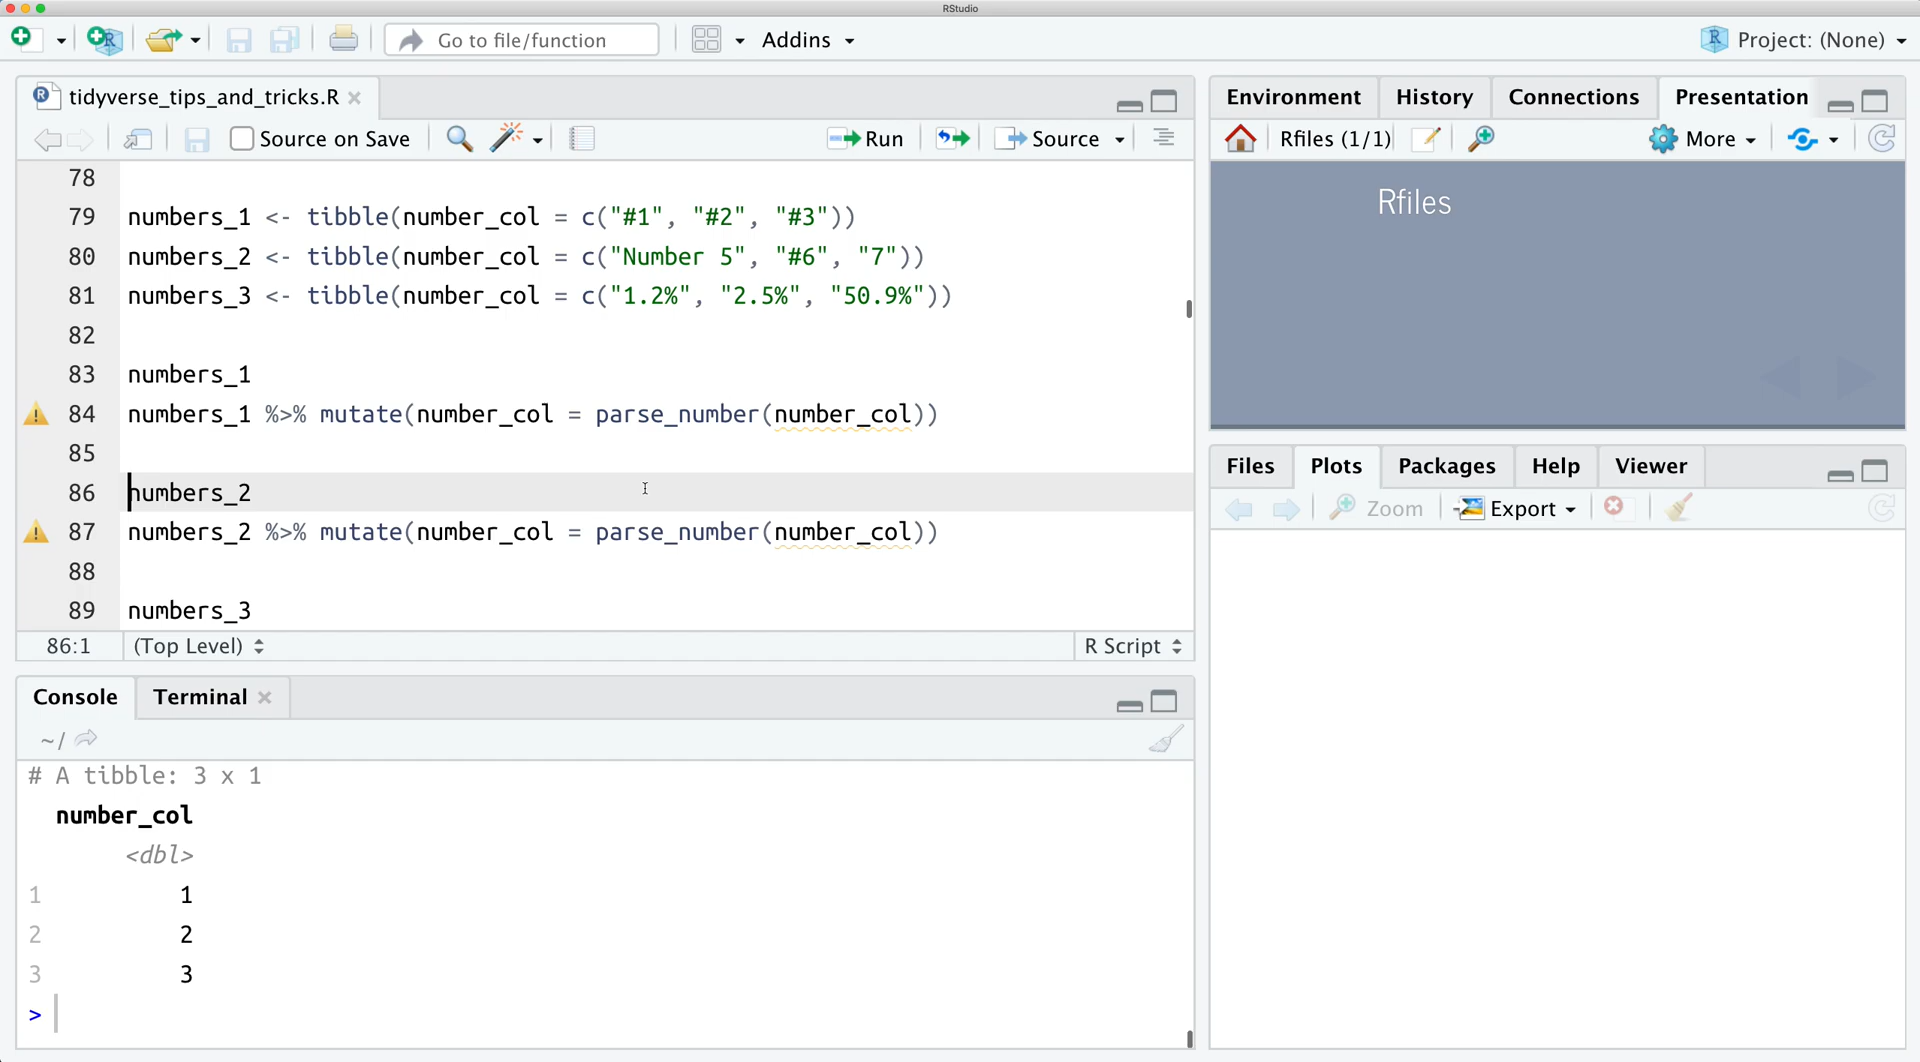 RStudio
Go to file/function
Addins
Project: (None)
tidyverse_tips_and_tricks.R
Source on Save
Run
Source
78
79 numbers_1 <- tibble(number_col = c("#1", "#2", "#3"))
80 numbers_2 <- tibble(number_col = c("Number 5", "#6", "7"))
81 numbers_3 <- tibble(number_col = c("1.2%", "2.5%", "50.9%"))
82
83 numbers_1
84 numbers_1 %>% mutate(number_col = parse_number(number_col))
85
86 numbers_2
87 numbers_2 %>% mutate(number_col = parse_number(number_col))
88
89 numbers_3
86:1 (Top Level) R Script
Console Terminal
~/
# A tibble: 3 x 1
number_col
<dbl>
1 1
2 2
3 3
>
Environment History Connections Presentation
Rfiles (1/1) More
Rfiles
Files Plots Packages Help Viewer
Zoom Export